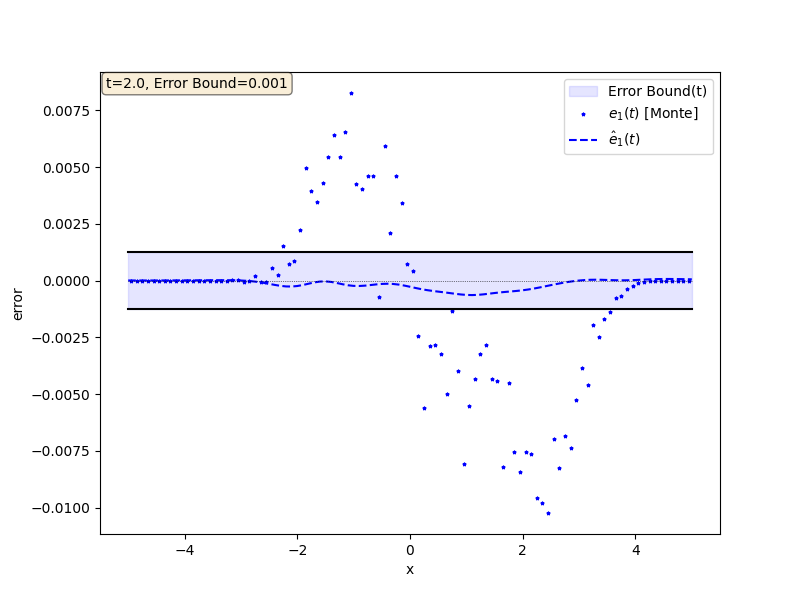 t=2.0, Error Bound=0.001
Error Bound(t)
e₁(t) [Monte]
ê₁(t)
0.0075
0.0050
0.0025
0.0000
−0.0025
−0.0050
−0.0075
−0.0100
error
−4
−2
0
2
4
x